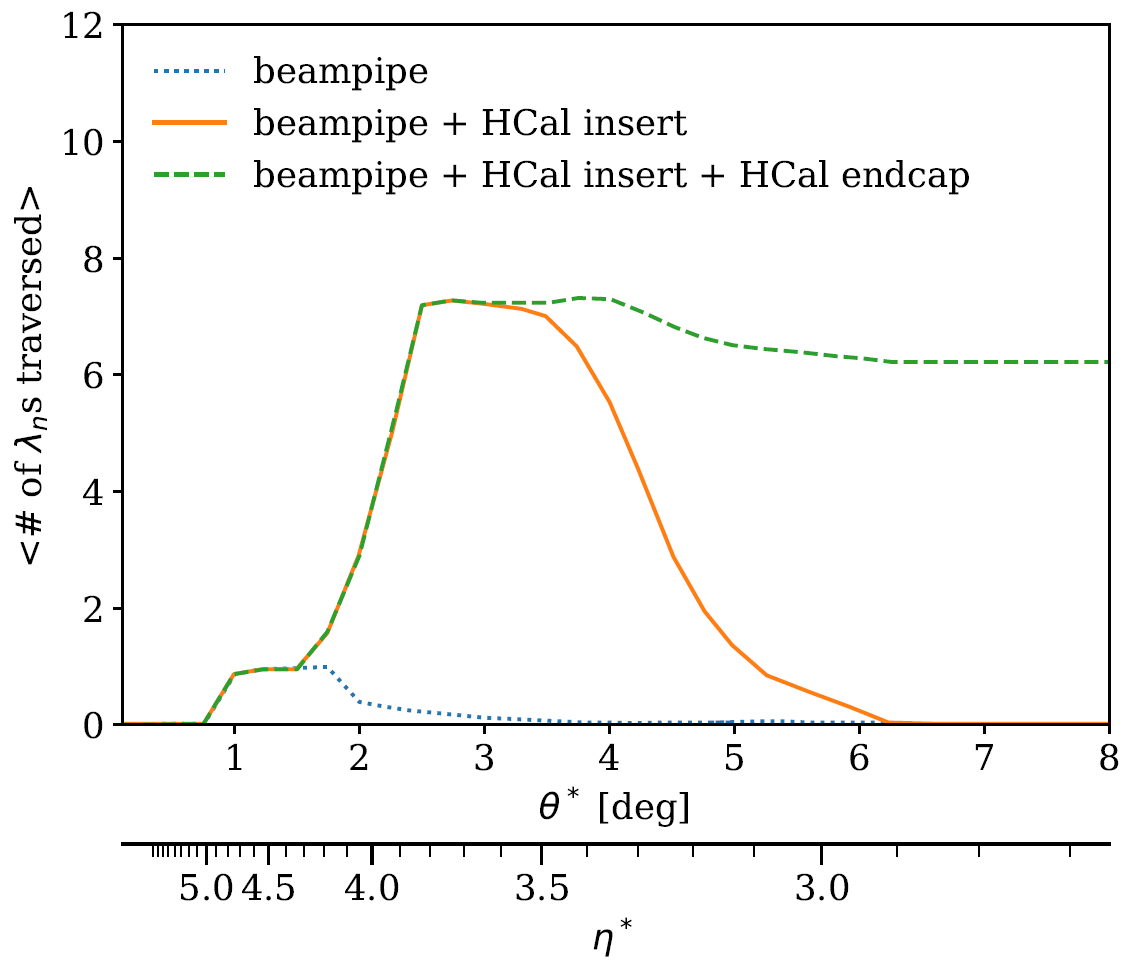 12
10
8
6
4
2
0
<# of λₙs traversed>
beampipe
beampipe + HCal insert
beampipe + HCal insert + HCal endcap
1 2 3 4 5 6 7 8
θ* [deg]
5.0 4.5 4.0 3.5 3.0
η*